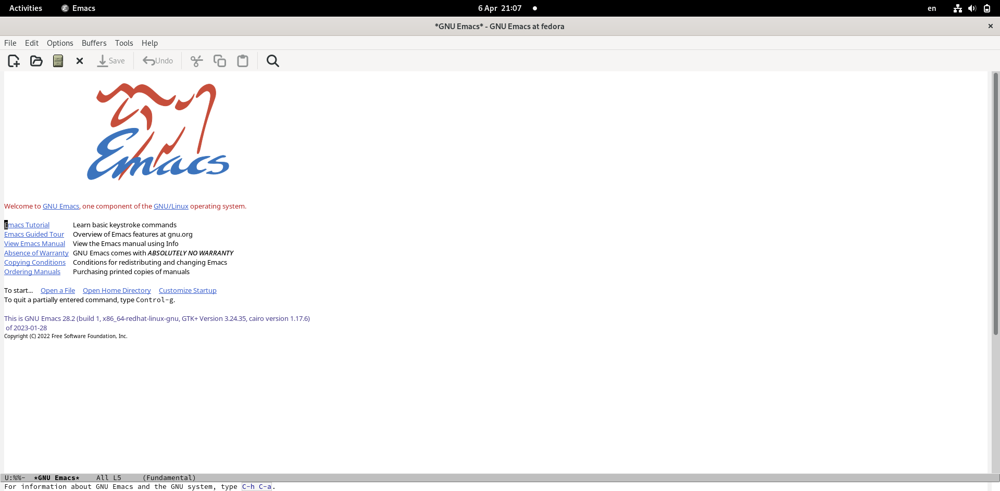 Activities Emacs 6 Apr 21:07 en
*GNU Emacs* - GNU Emacs at fedora
File Edit Options Buffers Tools Help
Save Undo
Emacs
Welcome to GNU Emacs, one component of the GNU/Linux operating system.
Emacs Tutorial Learn basic keystroke commands
Emacs Guided Tour Overview of Emacs features at gnu.org
View Emacs Manual View the Emacs manual using Info
Absence of Warranty GNU Emacs comes with ABSOLUTELY NO WARRANTY
Copying Conditions Conditions for redistributing and changing Emacs
Ordering Manuals Purchasing printed copies of manuals
To start... Open a File Open Home Directory Customize Startup
To quit a partially entered command, type Control-g.
This is GNU Emacs 28.2 (build 1, x86_64-redhat-linux-gnu, GTK+ Version 3.24.35, cairo version 1.17.6)
of 2023-01-28
Copyright (C) 2022 Free Software Foundation, Inc.
U:%%- *GNU Emacs* All L5 (Fundamental)
For information about GNU Emacs and the GNU system, type C-h C-a.